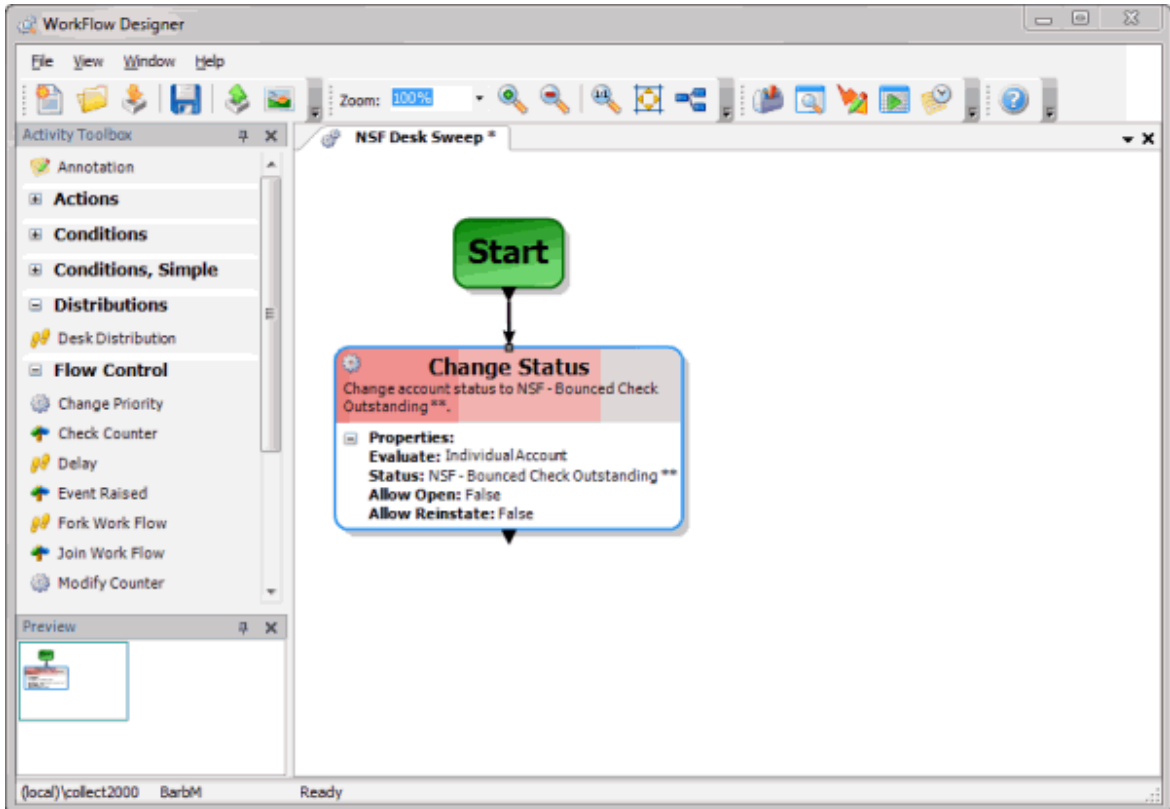 WorkFlow Designer
File View Window Help
Zoom: 100%
1:1
Activity Toolbox
NSF Desk Sweep *
Annotation
Actions
Conditions
Conditions, Simple
Distributions
Desk Distribution
Flow Control
Change Priority
Check Counter
Delay
Event Raised
Fork Work Flow
Join Work Flow
Modify Counter
Start
Change Status
Change account status to NSF - Bounced Check
Outstanding **.
Properties:
Evaluate: IndividualAccount
Status: NSF - Bounced Check Outstanding **
Allow Open: False
Allow Reinstate: False
Preview
(local)\collect2000 BarbM Ready